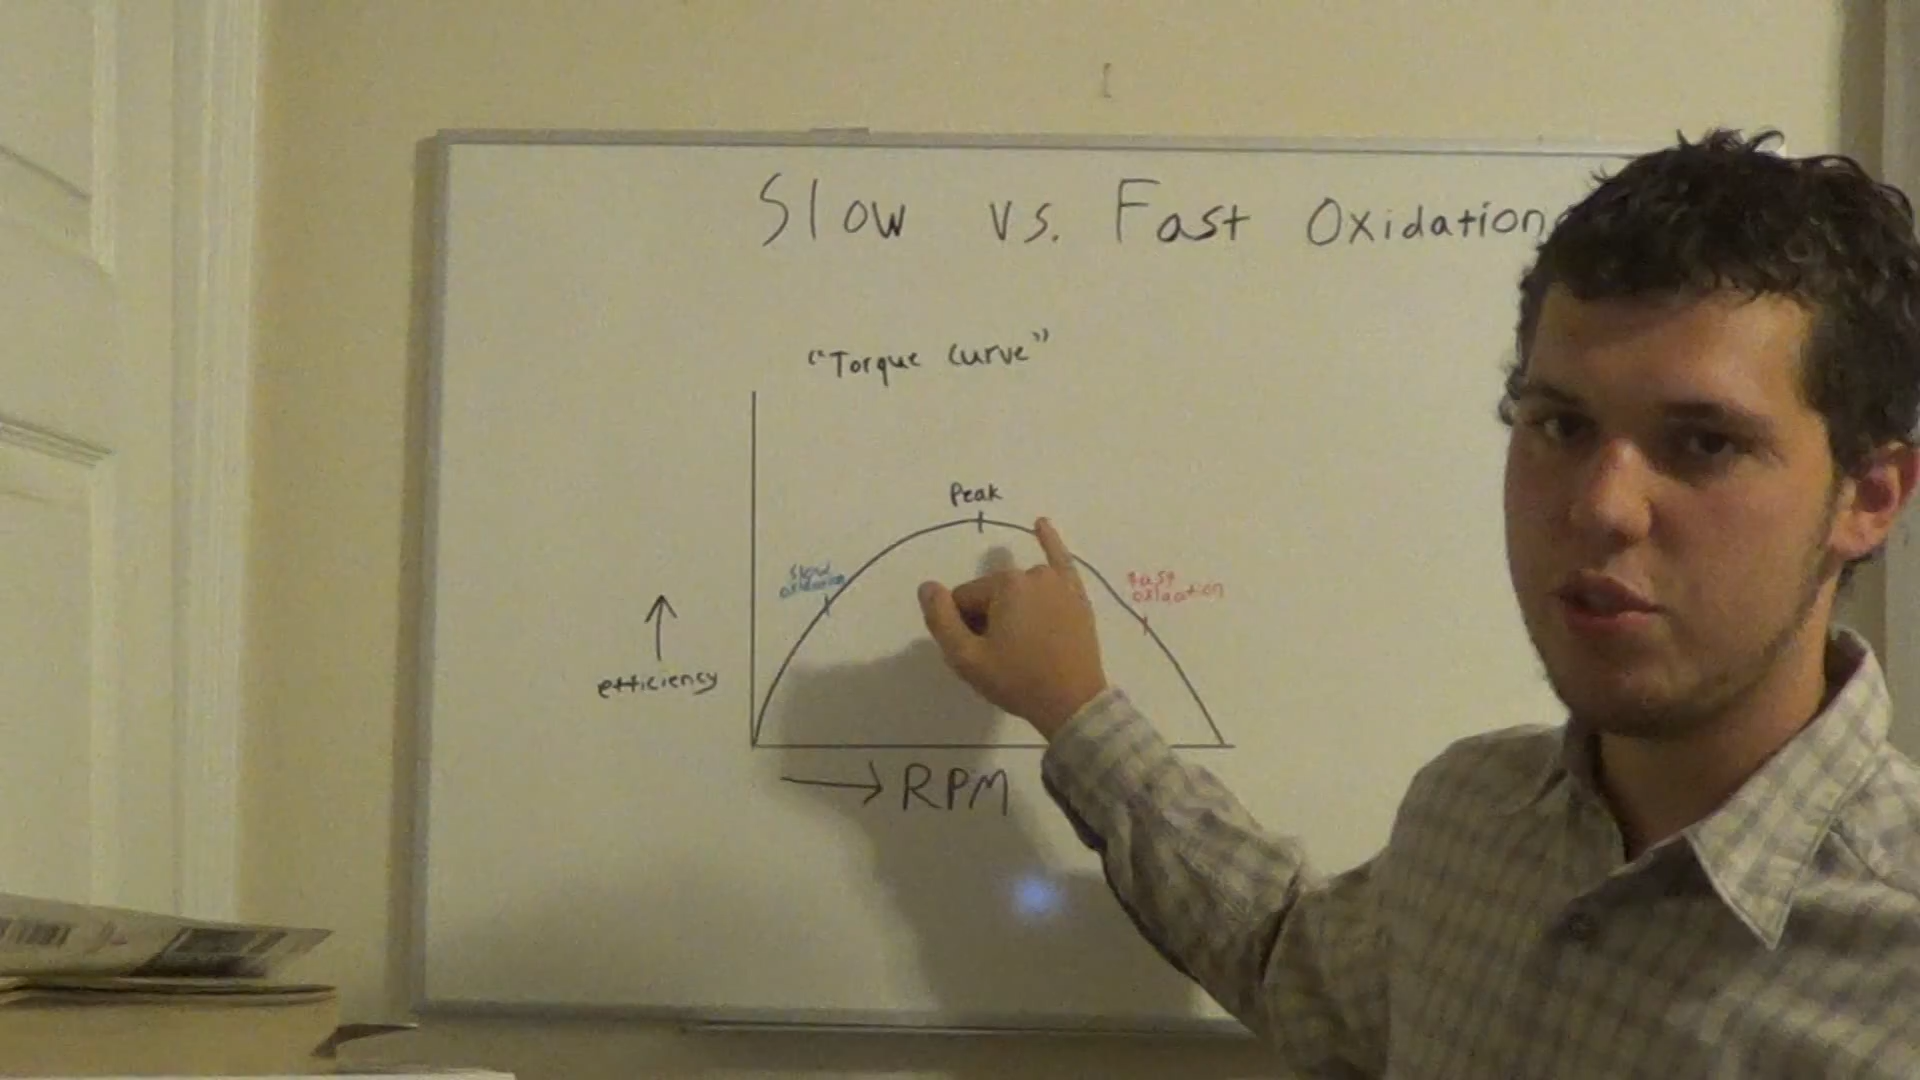 Slow vs. Fast Oxidation
"Torque Curve"
Peak
slow
oxidation
fast
oxidation
efficiency
RPM